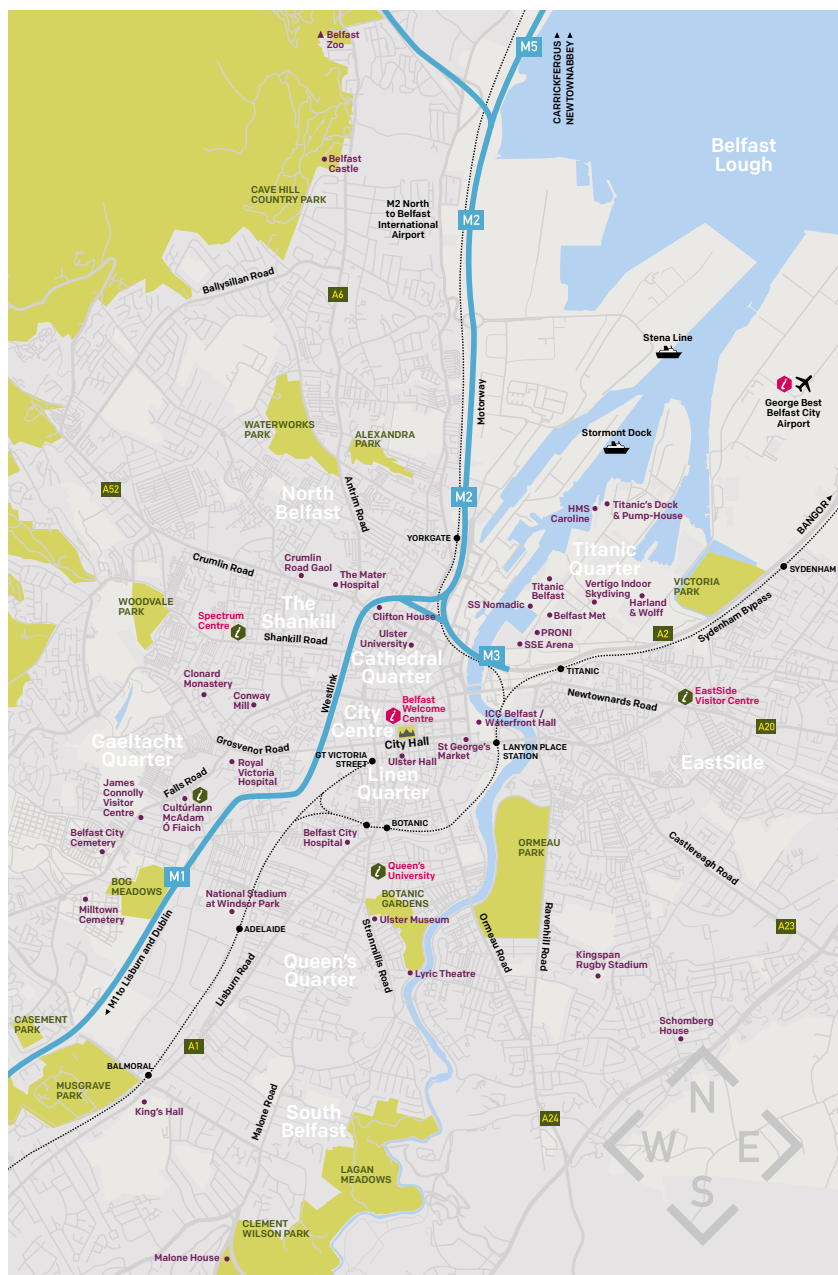 Belfast
Zoo
M5
CARRICKFERGUS
NEWTOWNABBEY
Belfast
Lough
Belfast
Castle
CAVE HILL
COUNTRY PARK
M2 North
to Belfast
International
Airport
M2
Ballysillan Road
A6
Stena Line
George Best
Belfast City
Airport
Motorway
WATERWORKS
PARK
ALEXANDRA
PARK
Stormont Dock
A52
North
Belfast
Antrim Road
M2
HMS
Caroline
Titanic's Dock
& Pump-House
BANGOR
YORKGATE
Titanic
Quarter
Crumlin Road
Crumlin
Road Gaol
The Mater
Hospital
SYDENHAM
VICTORIA
PARK
Titanic
Belfast
Vertigo Indoor
Skydiving
Harland
& Wolff
WOODVALE
PARK
Spectrum
Centre
The
Shankill
Shankill Road
Clifton House
SS Nomadic
Belfast Met
Sydenham Bypass
Ulster
University
PRONI
SSE Arena
A2
Cathedral
Quarter
M3
TITANIC
Clonard
Monastery
Conway
Mill
Westlink
Newtownards Road
EastSide
Visitor Centre
Belfast
Welcome
Centre
City
Centre
ICC Belfast /
Waterfront Hall
A20
Gaeltacht
Quarter
Grosvenor Road
City Hall
GT VICTORIA
STREET
Ulster Hall
St George's
Market
LANYON PLACE
STATION
EastSide
Royal
Victoria
Hospital
Linen
Quarter
James
Connolly
Visitor
Centre
Falls Road
Cultúrlann
McAdam
Ó Fiaich
Belfast City
Cemetery
Belfast City
Hospital
BOTANIC
ORMEAU
PARK
Castlereagh Road
BOG
MEADOWS
M1
Queen's
University
Milltown
Cemetery
National Stadium
at Windsor Park
BOTANIC
GARDENS
Ulster Museum
ADELAIDE
Stranmillis Road
Ormeau Road
Ravenhill Road
A23
M1 to Lisburn and Dublin
Lisburn Road
Queen's
Quarter
Lyric Theatre
Kingspan
Rugby Stadium
CASEMENT
PARK
Schomberg
House
A1
BALMORAL
MUSGRAVE
PARK
King's Hall
Malone Road
South
Belfast
A24
N
W
E
S
LAGAN
MEADOWS
CLEMENT
WILSON PARK
Malone House